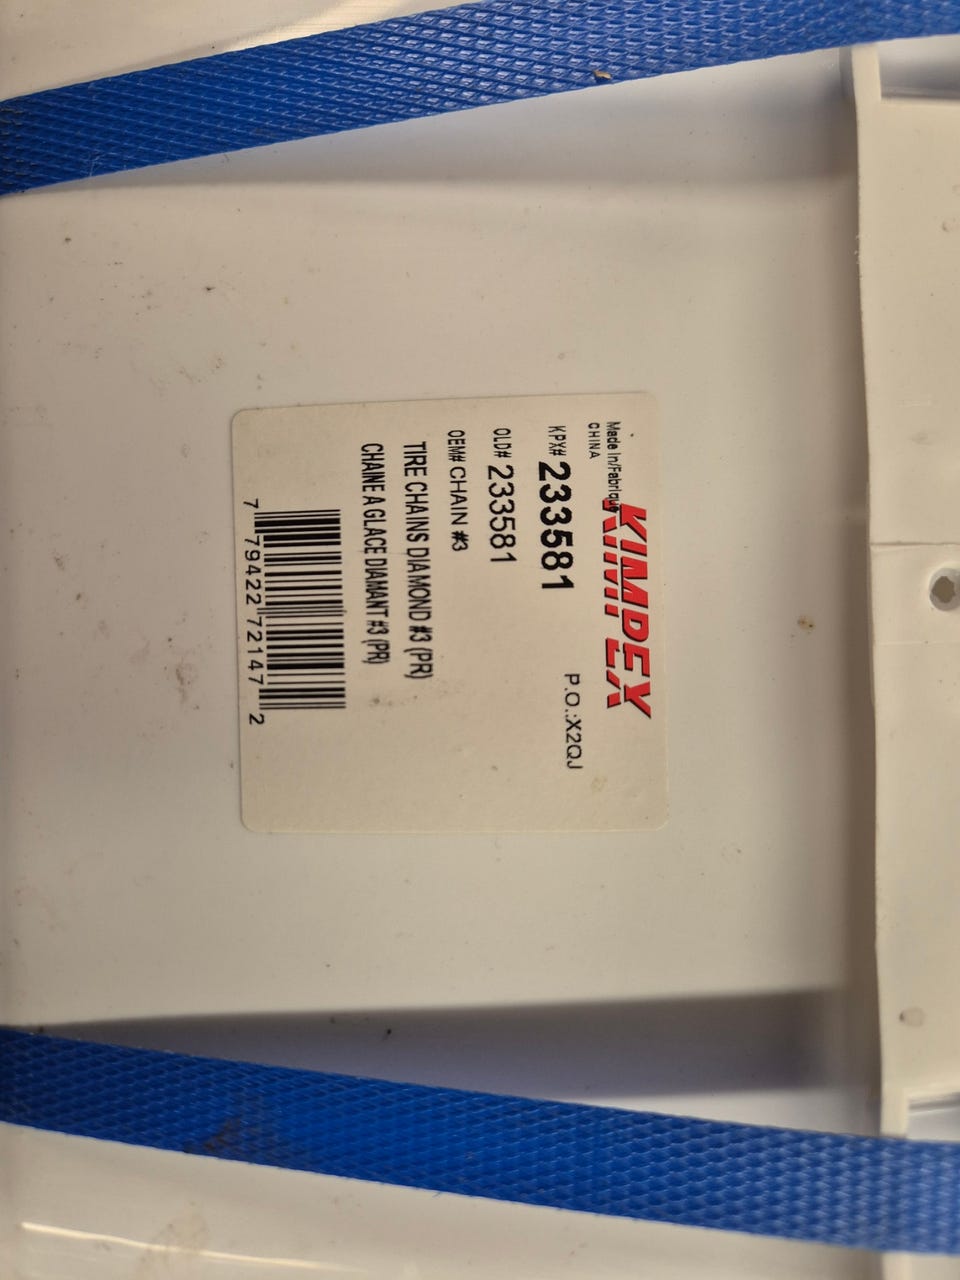 Made In/Fabriqué
CHINA
KIMPEX
KPX# 233581
P.O.:X2QJ
OLD# 233581
OEM# CHAIN #3
TIRE CHAINS DIAMOND #3 (PR)
CHAINE A GLACE DIAMANT #3 (PR)
7 79422 72147 2